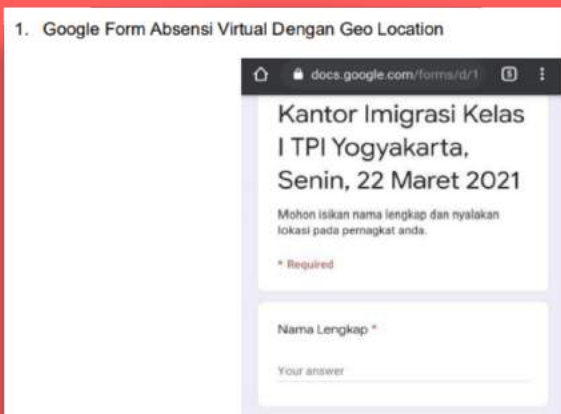 1. Google Form Absensi Virtual Dengan Geo Location
docs.google.com/forms/d/1
Kantor Imigrasi Kelas
I TPI Yogyakarta,
Senin, 22 Maret 2021
Mohon isikan nama lengkap dan nyalakan
lokasi pada pernagkat anda.
* Required
Nama Lengkap *
Your answer